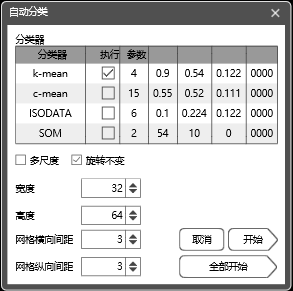 自动分类
分类器
分类器 执行 参数
k-mean 4 0.9 0.54 0.122 0000
c-mean 15 0.55 0.52 0.111 0000
ISODATA 6 0.1 0.224 0.122 0000
SOM 2 54 10 0 0000
多尺度 旋转不变
宽度 32
高度 64
网格横向间距 3 取消 开始
网格纵向间距 3 全部开始